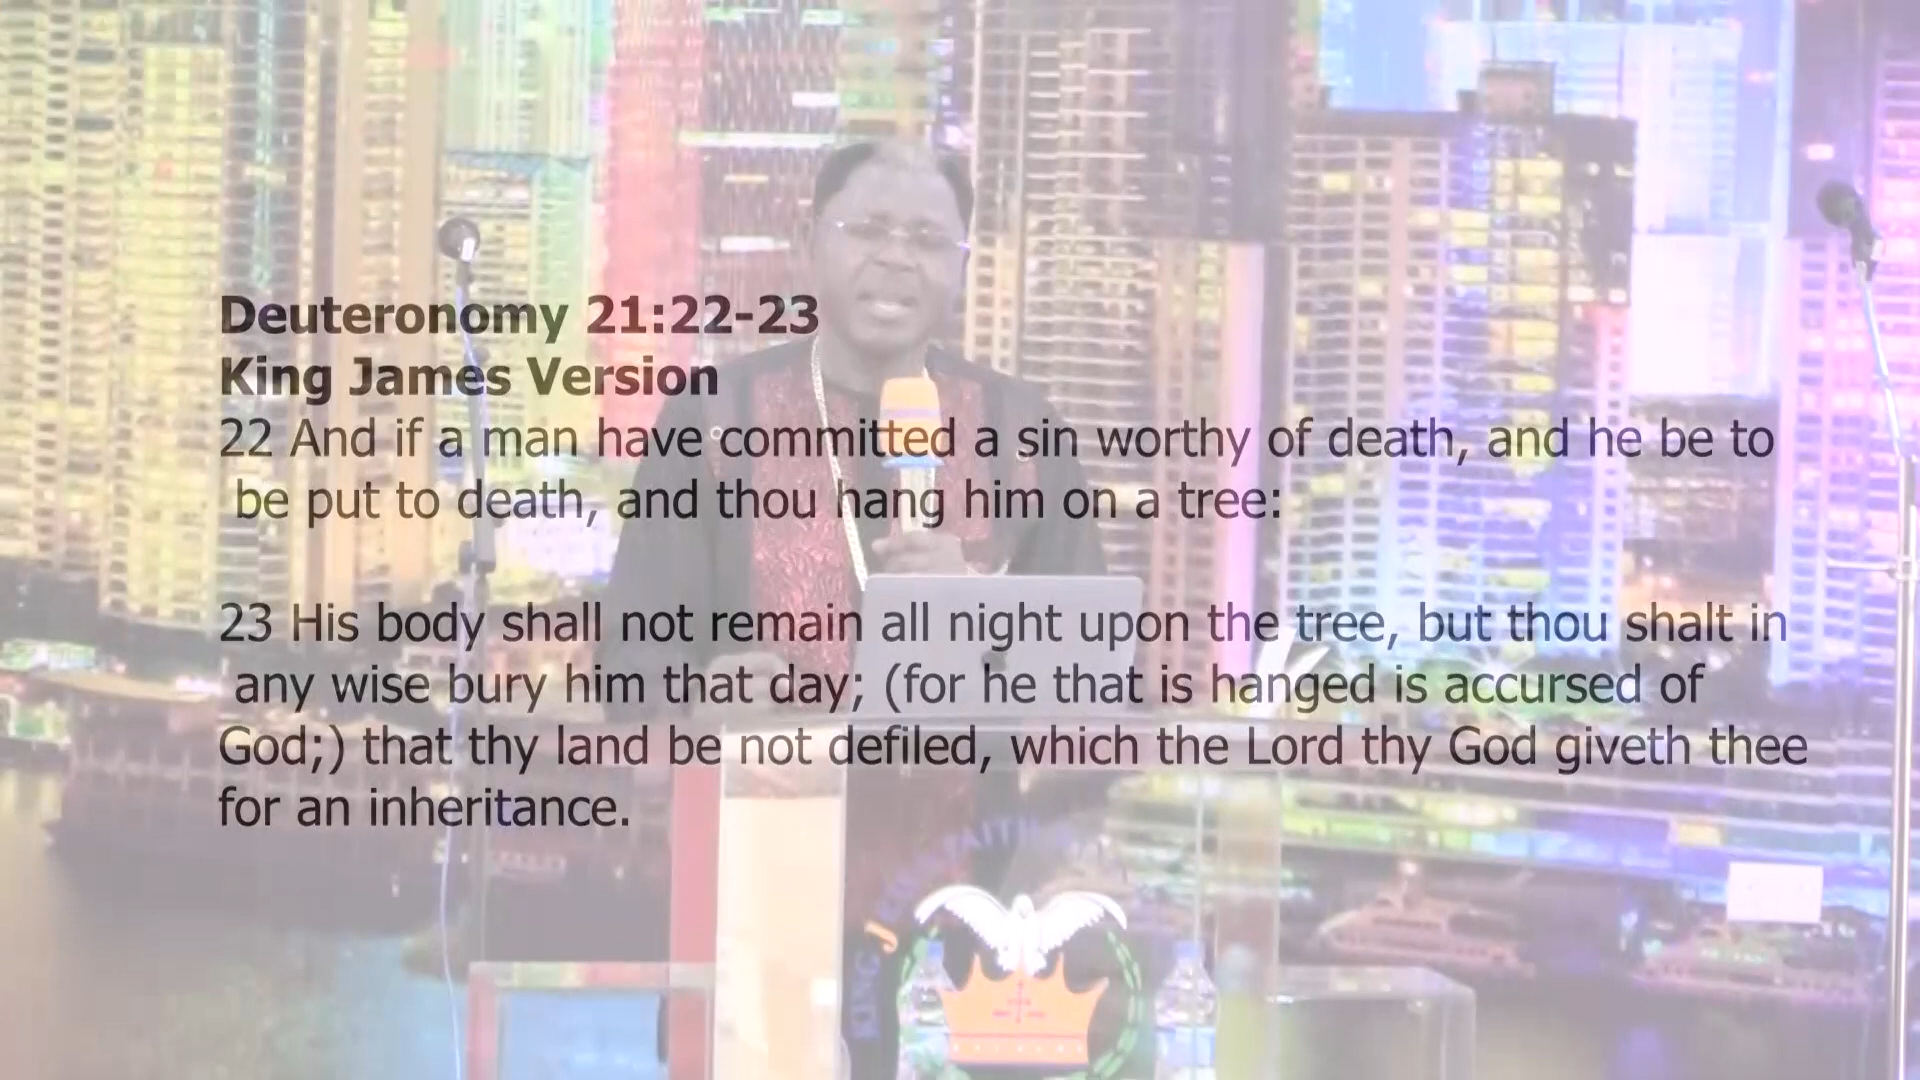 Deuteronomy 21:22-23
King James Version
22 And if a man have committed a sin worthy of death, and he be to
be put to death, and thou hang him on a tree:
23 His body shall not remain all night upon the tree, but thou shalt in
any wise bury him that day; (for he that is hanged is accursed of
God;) that thy land be not defiled, which the Lord thy God giveth thee
for an inheritance.